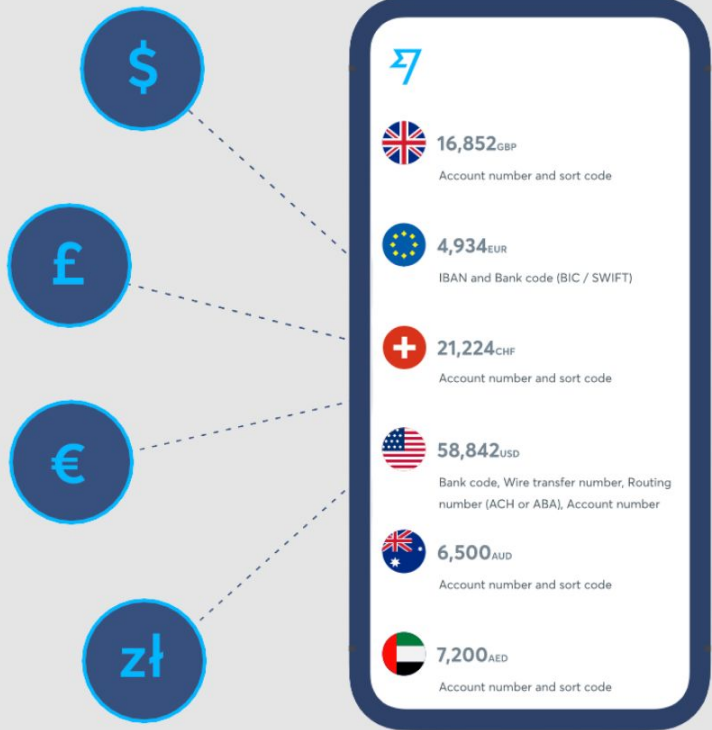 $
£
€
zł
16,852GBP
Account number and sort code
4,934EUR
IBAN and Bank code (BIC / SWIFT)
21,224CHF
Account number and sort code
58,842USD
Bank code, Wire transfer number, Routing
number (ACH or ABA), Account number
6,500AUD
Account number and sort code
7,200AED
Account number and sort code